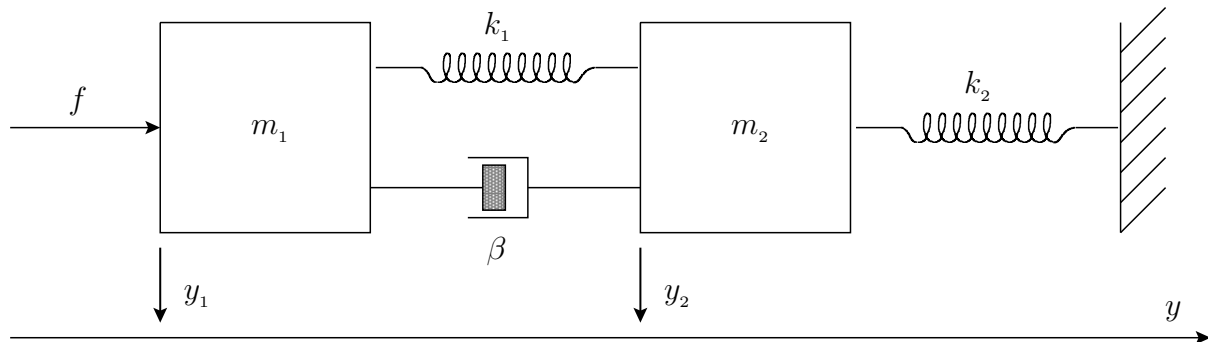 k₁
f
m₁
m₂
k₂
β
y₁
y₂
y